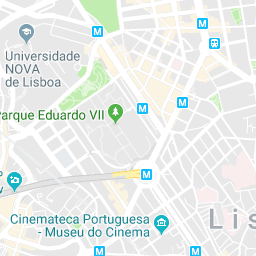 M
M
Universidade
NOVA
de Lisboa
M
M
Parque Eduardo VII
M
M
Cinemateca Portuguesa
- Museu do Cinema
Lis
M